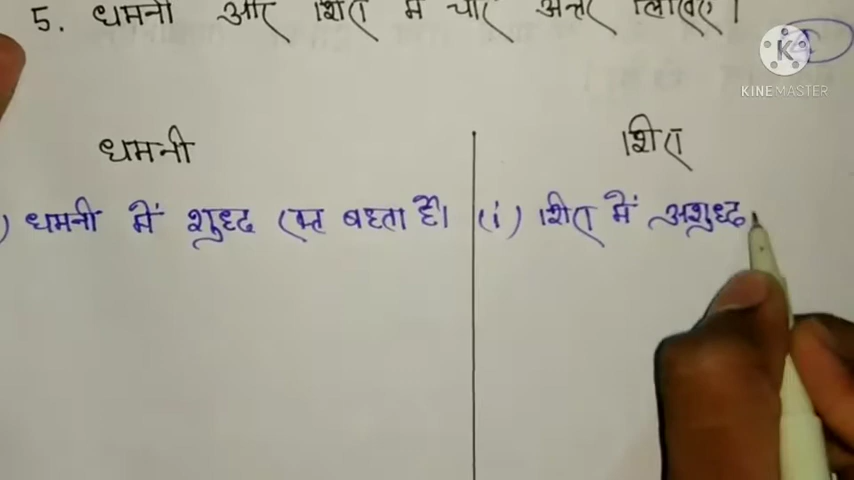 5. धमनी और शिरा में चार अन्तर लिखिए।
K
KINEMASTER
धमनी
शिरा
) धमनी में शुध्द रक्त बहता है।
(i) शिरा में अशुध्द